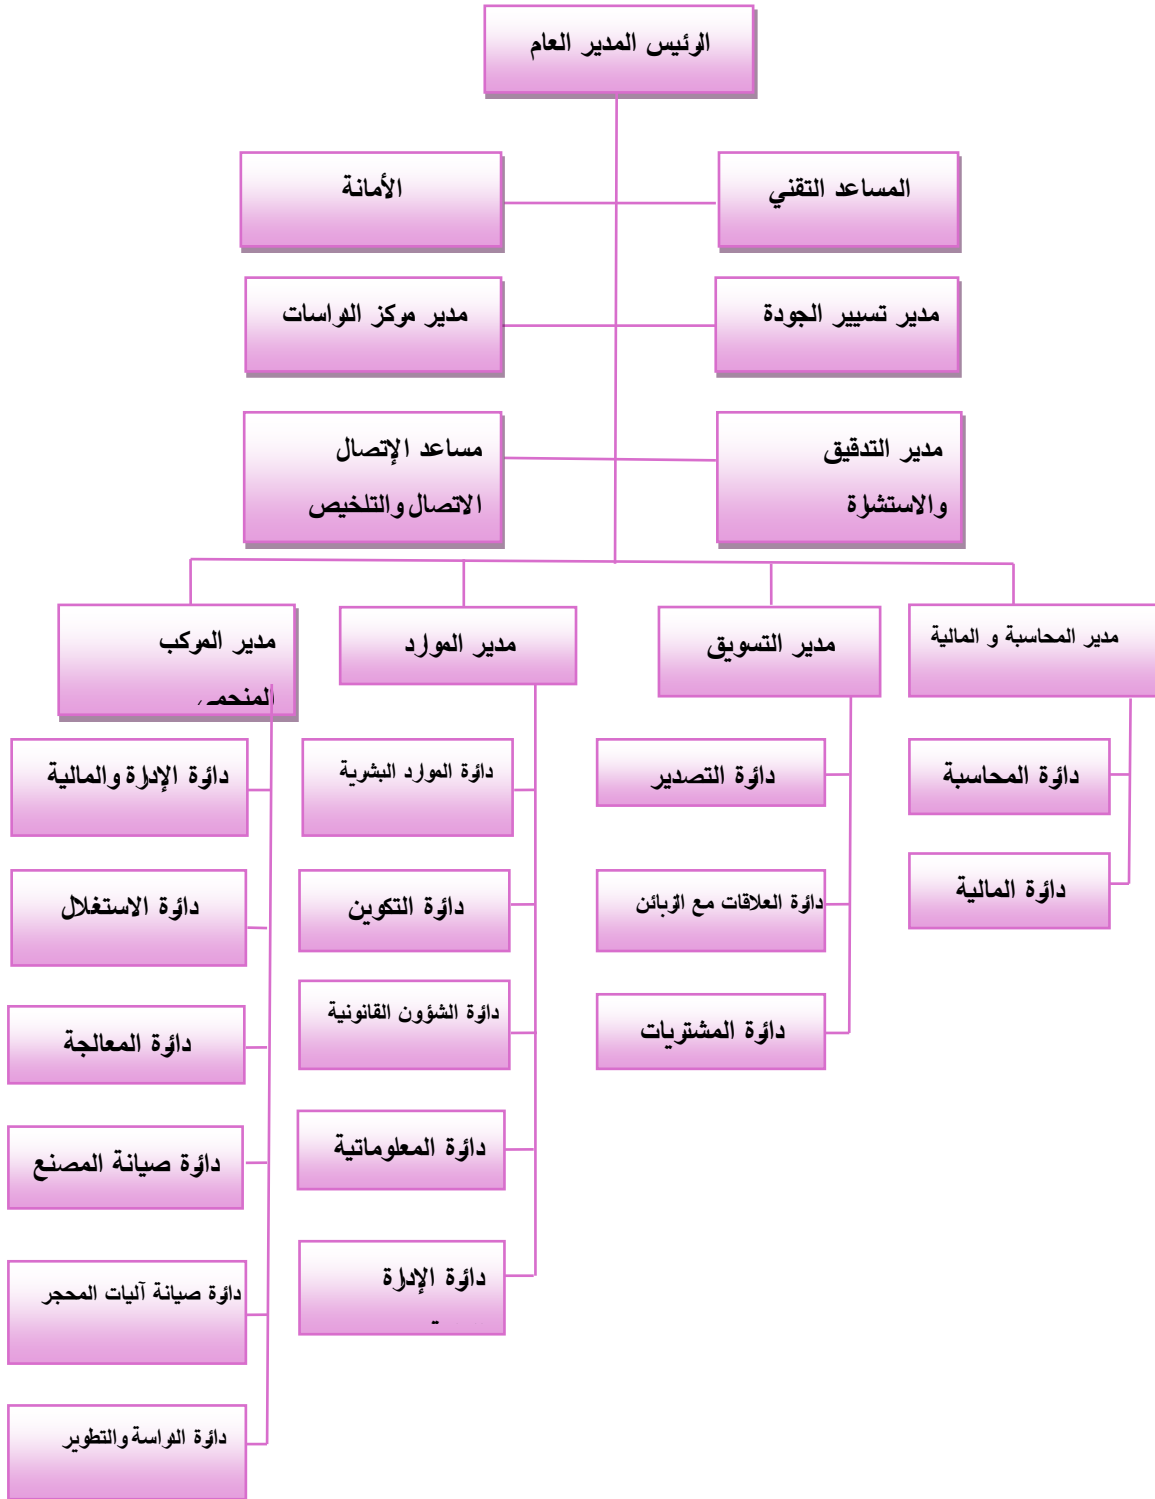 الرئيس المدير العام
المساعد التقني
الأمانة
مدير تسيير الجودة
مدير مركز الدراسات
مدير التدقيق
والاستشارة
مساعد الإتصال
الاتصال والتلخيص
مدير المحاسبة و المالية
مدير التسويق
مدير الموارد
مدير المركب
المنجمي
دائرة المحاسبة
دائرة المالية
دائرة التصدير
دائرة العلاقات مع الزبائن
دائرة المشتريات
دائرة الموارد البشرية
دائرة التكوين
دائرة الشؤون القانونية
دائرة المعلوماتية
دائرة الإدارة
دائرة الإدارة والمالية
دائرة الاستغلال
دائرة المعالجة
دائرة صيانة المصنع
دائرة صيانة آليات المحجر
دائرة الدراسة والتطوير